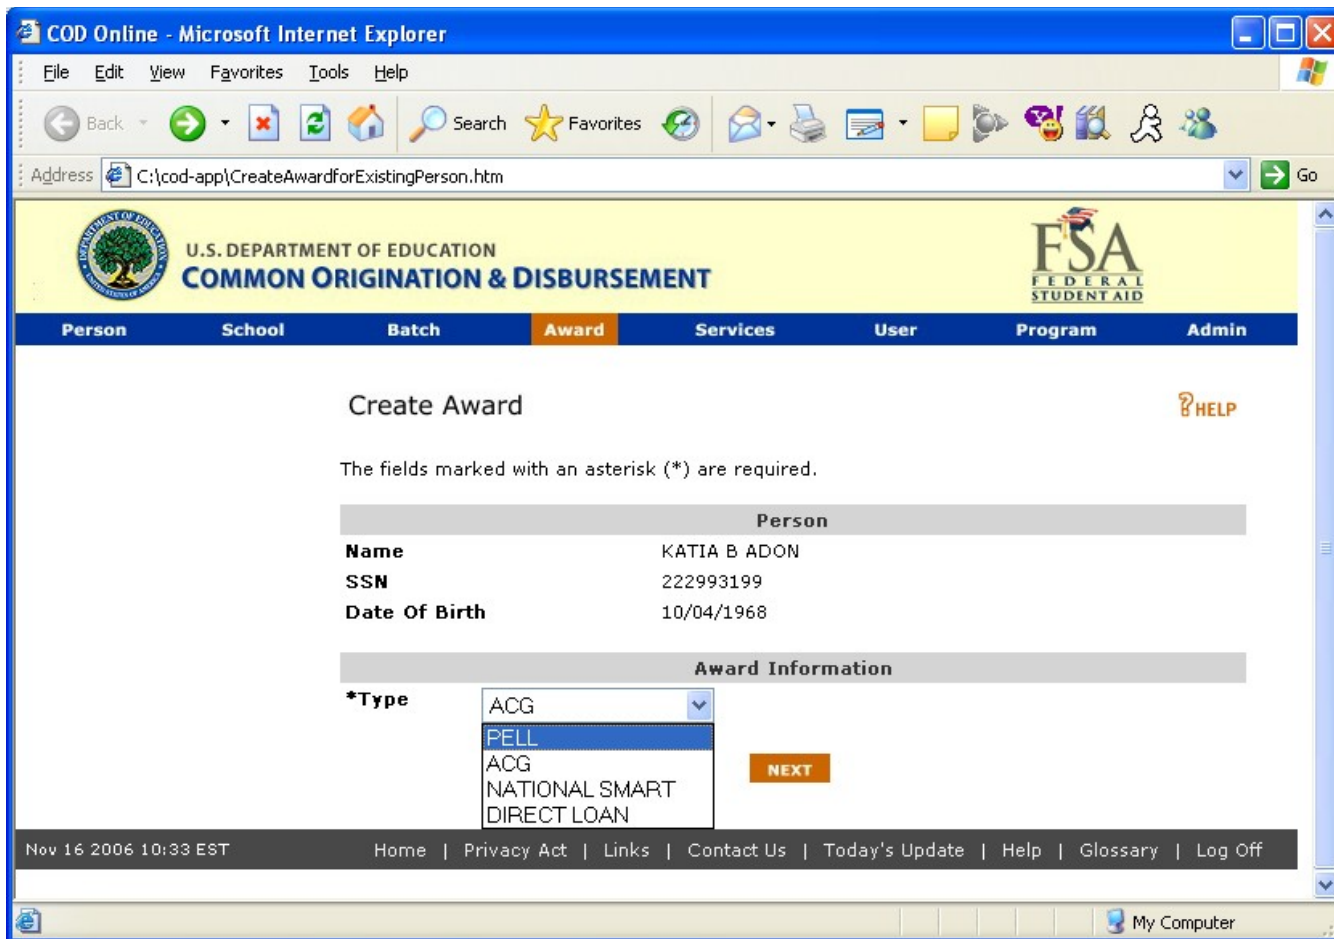 COD Online - Microsoft Internet Explorer
File Edit View Favorites Tools Help
Back Search Favorites
Address C:\cod-app\CreateAwardforExistingPerson.htm Go
U.S. DEPARTMENT OF EDUCATION
COMMON ORIGINATION & DISBURSEMENT
FSA
FEDERAL
STUDENT AID
Person School Batch Award Services User Program Admin
Create Award
HELP
The fields marked with an asterisk (*) are required.
Person
Name KATIA B ADON
SSN 222993199
Date Of Birth 10/04/1968
Award Information
*Type ACG
PELL
ACG
NATIONAL SMART
DIRECT LOAN
NEXT
Nov 16 2006 10:33 EST Home | Privacy Act | Links | Contact Us | Today's Update | Help | Glossary | Log Off
My Computer